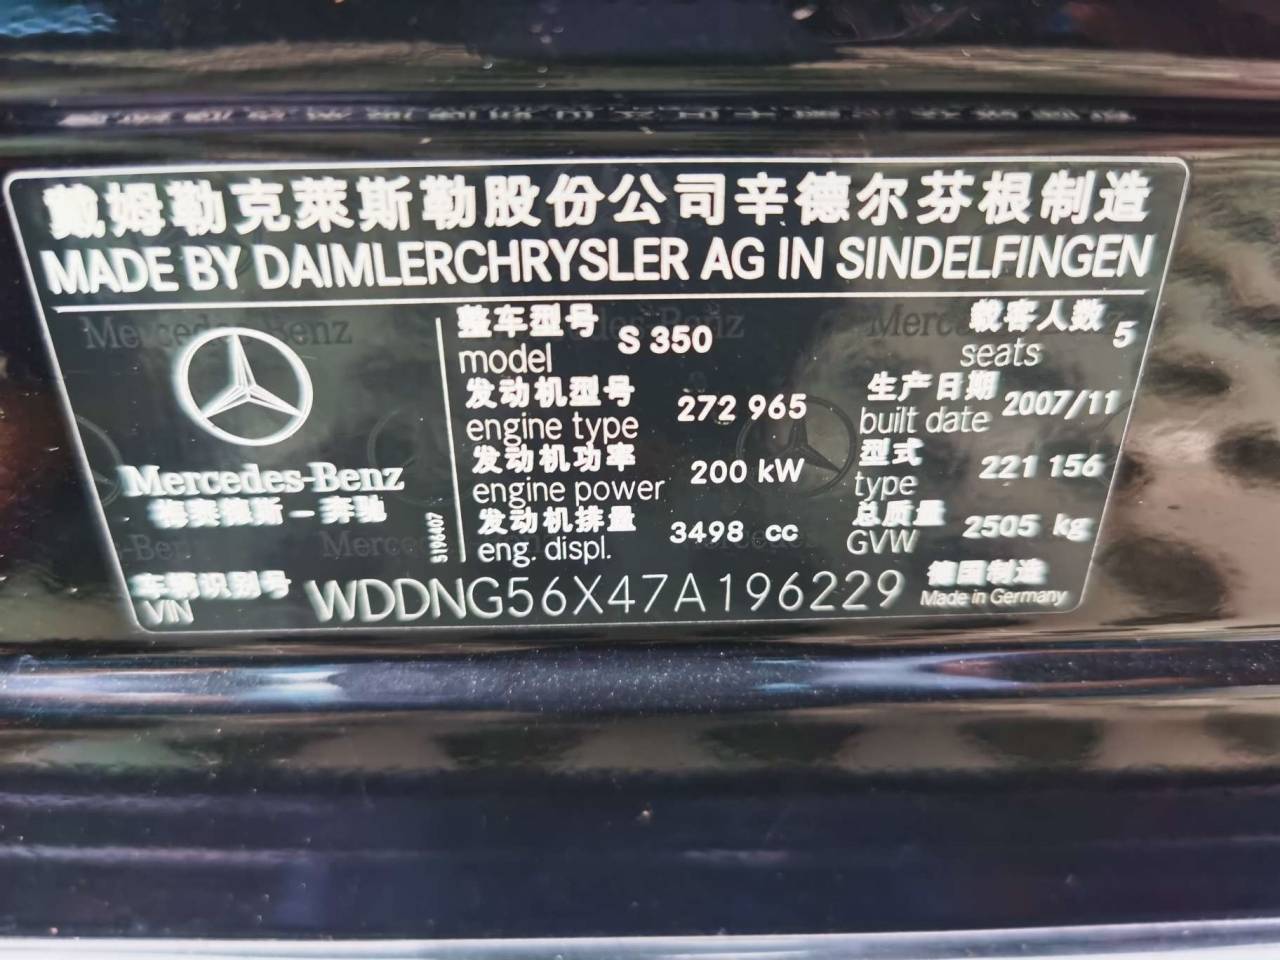 戴姆勒克莱斯勒股份公司辛德尔芬根制造
MADE BY DAIMLERCHRYSLER AG IN SINDELFINGEN
Mercedes-Benz
梅赛德斯-奔驰
整车型号
model
S 350
载客人数
seats
5
发动机型号
engine type
272 965
生产日期
built date
2007/11
发动机功率
engine power
200 kW
型式
type
221 156
发动机排量
eng. displ.
3498 cc
总质量
GVW
2505 kg
5196407
车辆识别号
VIN
WDDNG56X47A196229
德国制造
Made in Germany